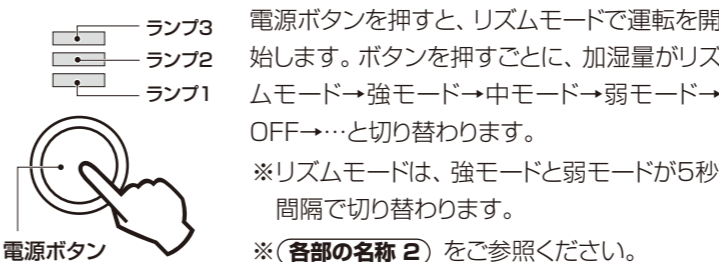 ランプ3
ランプ2
ランプ1
電源ボタン
電源ボタンを押すと、リズムモードで運転を開
始します。ボタンを押すごとに、加湿量がリズ
ムモード→強モード→中モード→弱モード→
OFF→…と切り替わります。
※リズムモードは、強モードと弱モードが5秒
間隔で切り替わります。
※(各部の名称 2)をご参照ください。